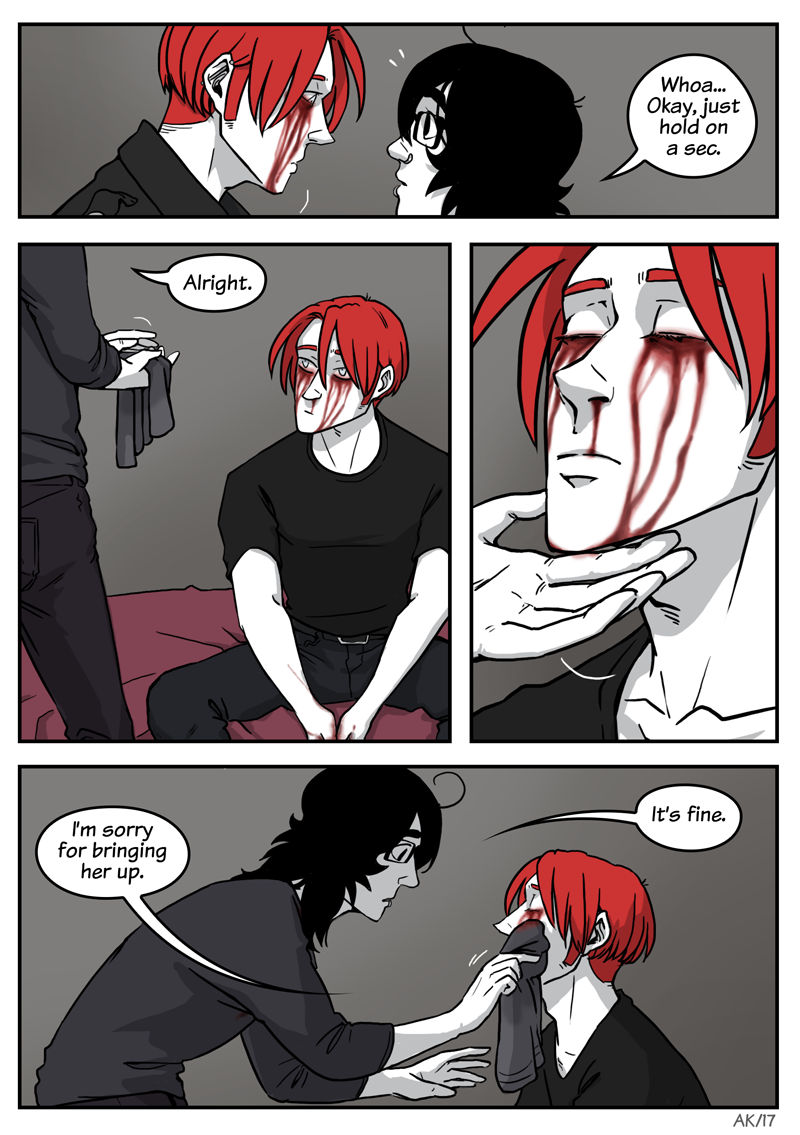 Whoa...
Okay, just
hold on
a sec.
Alright.
I'm sorry
for bringing
her up.
It's fine.
AK/17